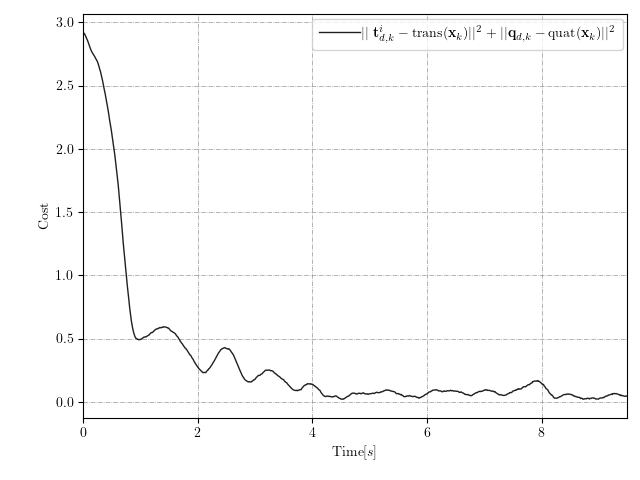 || t^i_{d,k} − trans(x_k)||^2 + ||q_{d,k} − quat(x_k)||^2
3.0
2.5
2.0
1.5
1.0
0.5
0.0
Cost
0 2 4 6 8
Time[s]